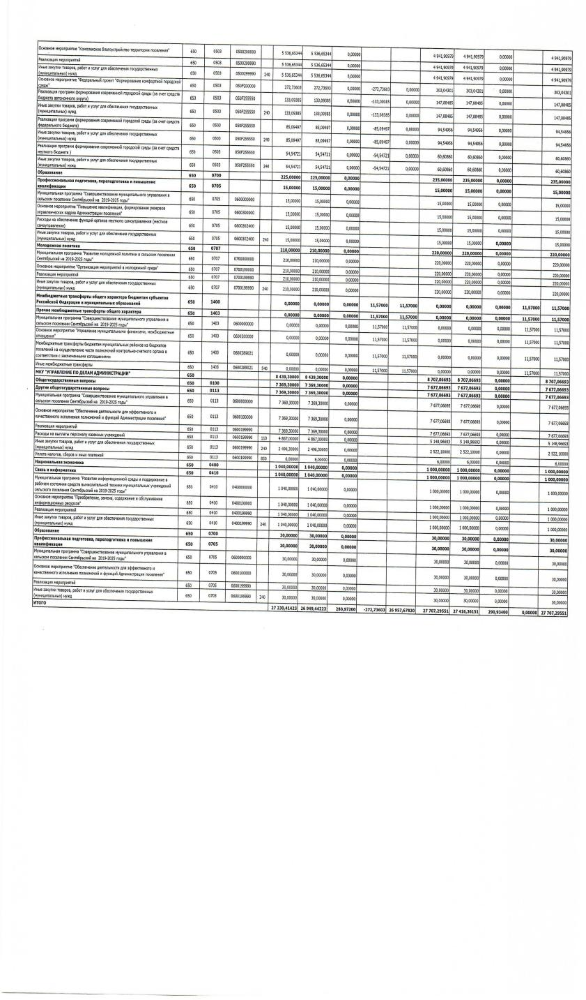 Основное мероприятие "Комплексное благоустройство территории поселения" 650 0503 0500200000 5 536,65344 5 536,65344 0,00000 4 941,90979 4 941,90979 0,00000 4 941,90979
Реализация мероприятий 650 0503 0500299990 5 536,65344 5 536,65344 0,00000 4 941,90979 4 941,90979 0,00000 4 941,90979
Иные закупки товаров, работ и услуг для обеспечения государственных
(муниципальных) нужд 650 0503 0500299990 240 5 536,65344 5 536,65344 0,00000 4 941,90979 4 941,90979 0,00000 4 941,90979
Основное мероприятие "Федеральный проект "Формирование комфортной городской
среды" 650 0503 050F200000 272,73603 272,73603 0,00000 -272,73603 0,00000 303,04301 303,04301 0,00000 303,04301
Реализация программ формирования современной городской среды (за счет средств
бюджета автономного округа) 650 0503 050F255550 133,09385 133,09385 0,00000 -133,09385 0,00000 147,88485 147,88485 0,00000 147,88485
Иные закупки товаров, работ и услуг для обеспечения государственных
(муниципальных) нужд 650 0503 050F255550 240 133,09385 133,09385 0,00000 -133,09385 0,00000 147,88485 147,88485 0,00000 147,88485
Реализация программ формирования современной городской среды (за счет средств
федерального бюджета) 650 0503 050F255550 85,09497 85,09497 0,00000 -85,09497 0,00000 94,54956 94,54956 0,00000 94,54956
Иные закупки товаров, работ и услуг для обеспечения государственных
(муниципальных) нужд 650 0503 050F255550 240 85,09497 85,09497 0,00000 -85,09497 0,00000 94,54956 94,54956 0,00000 94,54956
Реализация программ формирования современной городской среды (за счет средств
местного бюджета ) 650 0503 050F255550 54,54721 54,54721 0,00000 -54,54721 0,00000 60,60860 60,60860 0,00000 60,60860
Иные закупки товаров, работ и услуг для обеспечения государственных
(муниципальных) нужд 650 0503 050F255550 240 54,54721 54,54721 0,00000 -54,54721 0,00000 60,60860 60,60860 0,00000 60,60860
Образование 650 0700 225,00000 225,00000 0,00000 235,00000 235,00000 0,00000 235,00000
Профессиональная подготовка, переподготовка и повышение
квалификации 650 0705 15,00000 15,00000 0,00000 15,00000 15,00000 0,00000 15,00000
Муниципальная программа "Совершенствование муниципального управления в
сельском поселении Сентябрьский на 2019-2025 годы" 650 0705 0600000000 15,00000 15,00000 0,00000 15,00000 15,00000 0,00000 15,00000
Основное мероприятие "Повышение квалификации, формирование резервов
управленческих кадров Администрации поселения" 650 0705 0600300000 15,00000 15,00000 0,00000 15,00000 15,00000 0,00000 15,00000
Расходы на обеспечение функций органов местного самоуправления (местное
самоуправление) 650 0705 0600302400 15,00000 15,00000 0,00000 15,00000 15,00000 0,00000 15,00000
Иные закупки товаров, работ и услуг для обеспечения государственных
(муниципальных) нужд 650 0705 0600302400 240 15,00000 15,00000 0,00000 15,00000 15,00000 0,00000 15,00000
Молодежная политика 650 0707 210,00000 210,00000 0,00000 220,00000 220,00000 0,00000 220,00000
Муниципальная программа "Развитие молодежной политики в сельском поселении
Сентябрьский на 2019-2025 годы" 650 0707 0700000000 210,00000 210,00000 0,00000 220,00000 220,00000 0,00000 220,00000
Основное мероприятие "Организация мероприятий в молодежной среде" 650 0707 0700100000 210,00000 210,00000 0,00000 220,00000 220,00000 0,00000 220,00000
Реализация мероприятий 650 0707 0700199990 210,00000 210,00000 0,00000 220,00000 220,00000 0,00000 220,00000
Иные закупки товаров, работ и услуг для обеспечения государственных
(муниципальных) нужд 650 0707 0700199990 240 210,00000 210,00000 0,00000 220,00000 220,00000 0,00000 220,00000
Межбюджетные трансферты общего характера бюджетам субъектов
Российской Федерации и муниципальных образований 650 1400 0,00000 0,00000 0,00000 11,57000 11,57000 0,00000 0,00000 0,00000 11,57000 11,57000
Прочие межбюджетные трансферты общего характера 650 1403 0,00000 0,00000 0,00000 11,57000 11,57000 0,00000 0,00000 0,00000 11,57000 11,57000
Муниципальная программа "Совершенствование муниципального управления в
сельском поселении Сентябрьский на 2019-2025 годы" 650 1403 0600000000 0,00000 0,00000 0,00000 11,57000 11,57000 0,00000 0,00000 0,00000 11,57000 11,57000
Основное мероприятие "Управление муниципальными финансами, межбюджетные
отношения" 650 1403 0600200000 0,00000 0,00000 0,00000 11,57000 11,57000 0,00000 0,00000 0,00000 11,57000 11,57000
Межбюджетные трансферты бюджетам муниципальных районов из бюджетов
поселений на осуществление части полномочий контрольно-счетного органа в
соответствии с заключенными соглашениями 650 1403 0600289021 0,00000 0,00000 0,00000 11,57000 11,57000 0,00000 0,00000 0,00000 11,57000 11,57000
Иные межбюджетные трансферты 650 1403 0600289021 540 0,00000 0,00000 0,00000 11,57000 11,57000 0,00000 0,00000 0,00000 11,57000 11,57000
МКУ "УПРАВЛЕНИЕ ПО ДЕЛАМ АДМИНИСТРАЦИИ" 650 8 439,30000 8 439,30000 0,00000 8 707,06693 8 707,06693 0,00000 8 707,06693
Общегосударственные вопросы 650 0100 7 369,30000 7 369,30000 0,00000 7 677,06693 7 677,06693 0,00000 7 677,06693
Другие общегосударственные вопросы 650 0113 7 369,30000 7 369,30000 0,00000 7 677,06693 7 677,06693 0,00000 7 677,06693
Муниципальная программа "Совершенствование муниципального управления в
сельском поселении Сентябрьский на 2019-2025 годы" 650 0113 0600000000 7 369,30000 7 369,30000 0,00000 7 677,06693 7 677,06693 0,00000 7 677,06693
Основное мероприятие "Обеспечение деятельности для эффективного и
качественного исполнения полномочий и функций Администрации поселения" 650 0113 0600100000 7 369,30000 7 369,30000 0,00000 7 677,06693 7 677,06693 0,00000 7 677,06693
Реализация мероприятий 650 0113 0600199990 7 369,30000 7 369,30000 0,00000 7 677,06693 7 677,06693 0,00000 7 677,06693
Расходы на выплаты персоналу казенных учреждений 650 0113 0600199990 110 4 867,00000 4 867,00000 0,00000 5 148,96693 5 148,96693 0,00000 5 148,96693
Иные закупки товаров, работ и услуг для обеспечения государственных
(муниципальных) нужд 650 0113 0600199990 240 2 496,30000 2 496,30000 0,00000 2 522,10000 2 522,10000 0,00000 2 522,10000
Уплата налогов, сборов и иных платежей 650 0113 0600199990 850 6,00000 6,00000 0,00000 6,00000 6,00000 0,00000 6,00000
Национальная экономика 650 0400 1 040,00000 1 040,00000 0,00000 1 000,00000 1 000,00000 0,00000 1 000,00000
Связь и информатика 650 0410 1 040,00000 1 040,00000 0,00000 1 000,00000 1 000,00000 0,00000 1 000,00000
Муниципальная программа "Развитие информационной среды и поддержание в
рабочем состоянии средств вычислительной техники муниципальных учреждений
сельского поселения Сентябрьский на 2019-2025 годы" 650 0410 0400000000 1 040,00000 1 040,00000 0,00000 1 000,00000 1 000,00000 0,00000 1 000,00000
Основное мероприятие "Приобретение, замена, содержание и обслуживание
информационных ресурсов" 650 0410 0400100000 1 040,00000 1 040,00000 0,00000 1 000,00000 1 000,00000 0,00000 1 000,00000
Реализация мероприятий 650 0410 0400199990 1 040,00000 1 040,00000 0,00000 1 000,00000 1 000,00000 0,00000 1 000,00000
Иные закупки товаров, работ и услуг для обеспечения государственных
(муниципальных) нужд 650 0410 0400199990 240 1 040,00000 1 040,00000 0,00000 1 000,00000 1 000,00000 0,00000 1 000,00000
Образование 650 0700 30,00000 30,00000 0,00000 30,00000 30,00000 0,00000 30,00000
Профессиональная подготовка, переподготовка и повышение
квалификации 650 0705 30,00000 30,00000 0,00000 30,00000 30,00000 0,00000 30,00000
Муниципальная программа "Совершенствование муниципального управления в
сельском поселении Сентябрьский на 2019-2025 годы" 650 0705 0600000000 30,00000 30,00000 0,00000 30,00000 30,00000 0,00000 30,00000
Основное мероприятие "Обеспечение деятельности для эффективного и
качественного исполнения полномочий и функций Администрации поселения" 650 0705 0600100000 30,00000 30,00000 0,00000 30,00000 30,00000 0,00000 30,00000
Реализация мероприятий 650 0705 0600199990 30,00000 30,00000 0,00000 30,00000 30,00000 0,00000 30,00000
Иные закупки товаров, работ и услуг для обеспечения государственных
(муниципальных) нужд 650 0705 0600199990 240 30,00000 30,00000 0,00000 30,00000 30,00000 0,00000 30,00000
ИТОГО 27 230,41423 26 949,44223 280,97200 -272,73603 26 957,67820 27 707,29551 27 416,36151 290,93400 0,00000 27 707,29551